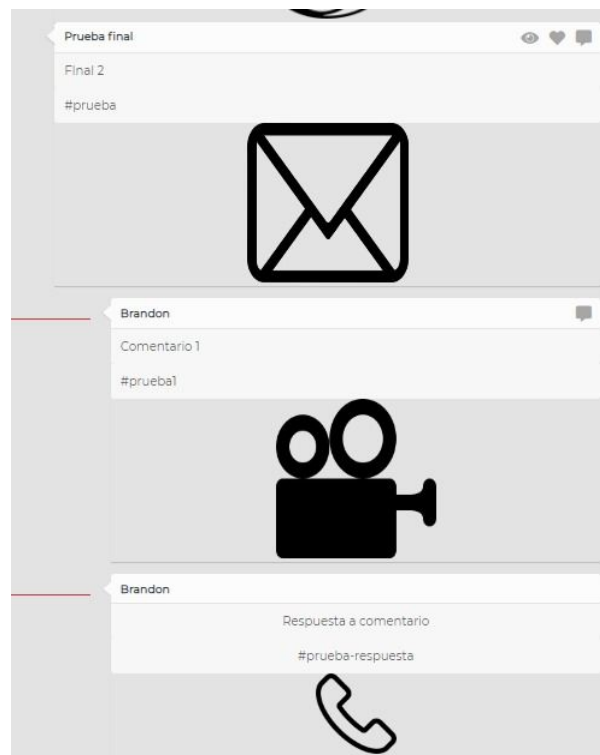 Prueba final
FInal 2
#prueba
Brandon
Comentario 1
#prueba1
Brandon
Respuesta a comentario
#prueba-respuesta